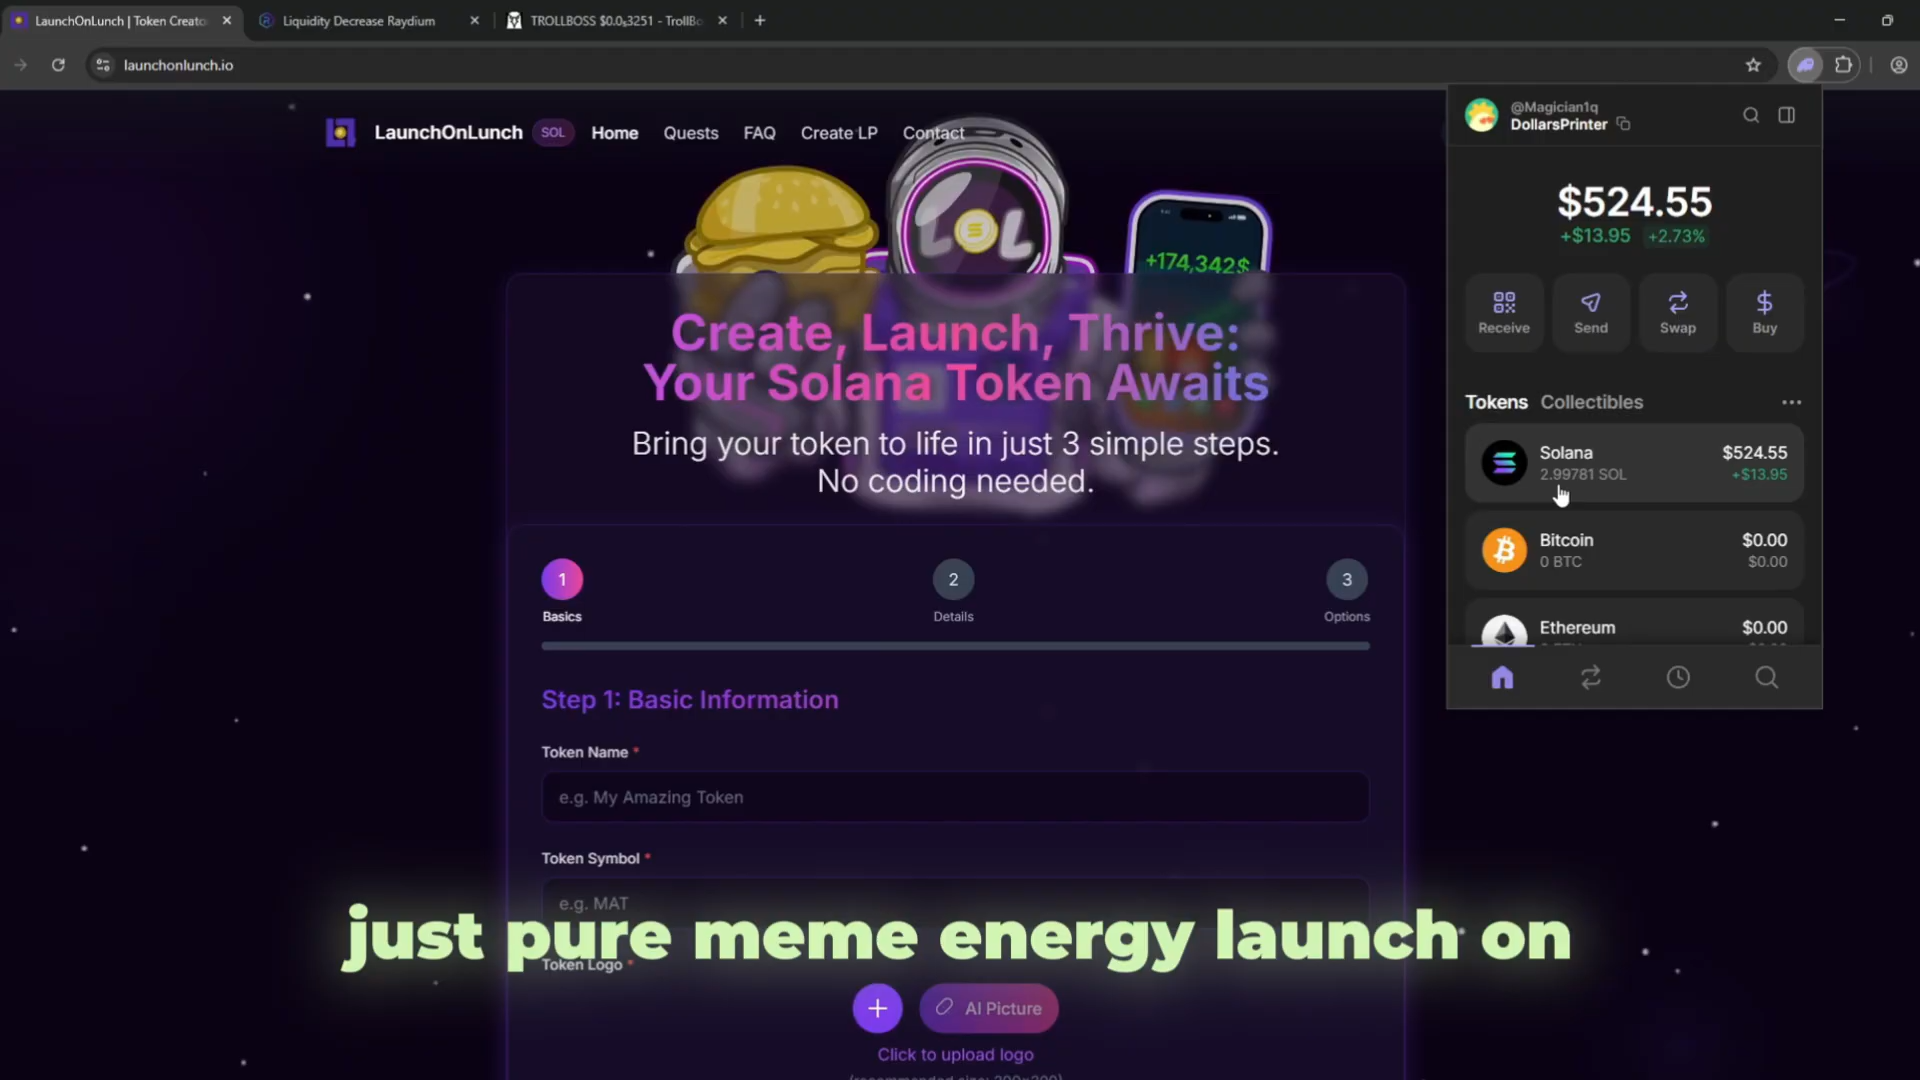 LaunchOnLunch | Token Creato
Liquidity Decrease Raydium
TROLLBOSS $0.0₅3251 - TrollBo
launchonlunch.io
LaunchOnLunch
SOL
Home
Quests
FAQ
Create LP
Contact
L L
+174,342$
Create, Launch, Thrive:
Your Solana Token Awaits
Bring your token to life in just 3 simple steps.
No coding needed.
1
2
3
Basics
Details
Options
Step 1: Basic Information
Token Name *
e.g. My Amazing Token
Token Symbol *
e.g. MAT
just pure meme energy launch on
Token Logo *
AI Picture
Click to upload logo
@Magician1q
DollarsPrinter
$524.55
+$13.95 +2.73%
Receive
Send
Swap
Buy
Tokens
Collectibles
Solana
$524.55
2.99781 SOL
+$13.95
Bitcoin
$0.00
0 BTC
$0.00
Ethereum
$0.00